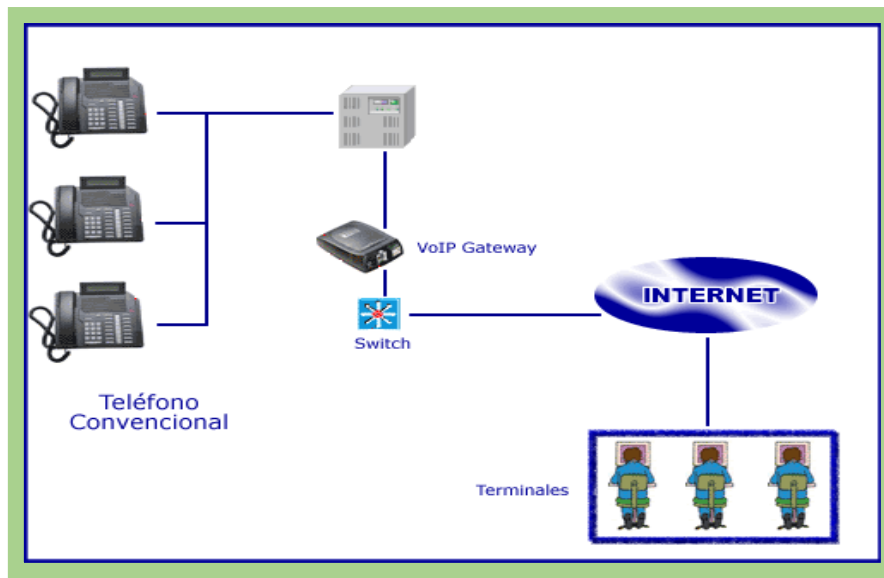 VoIP Gateway
INTERNET
Switch
Teléfono
Convencional
Terminales